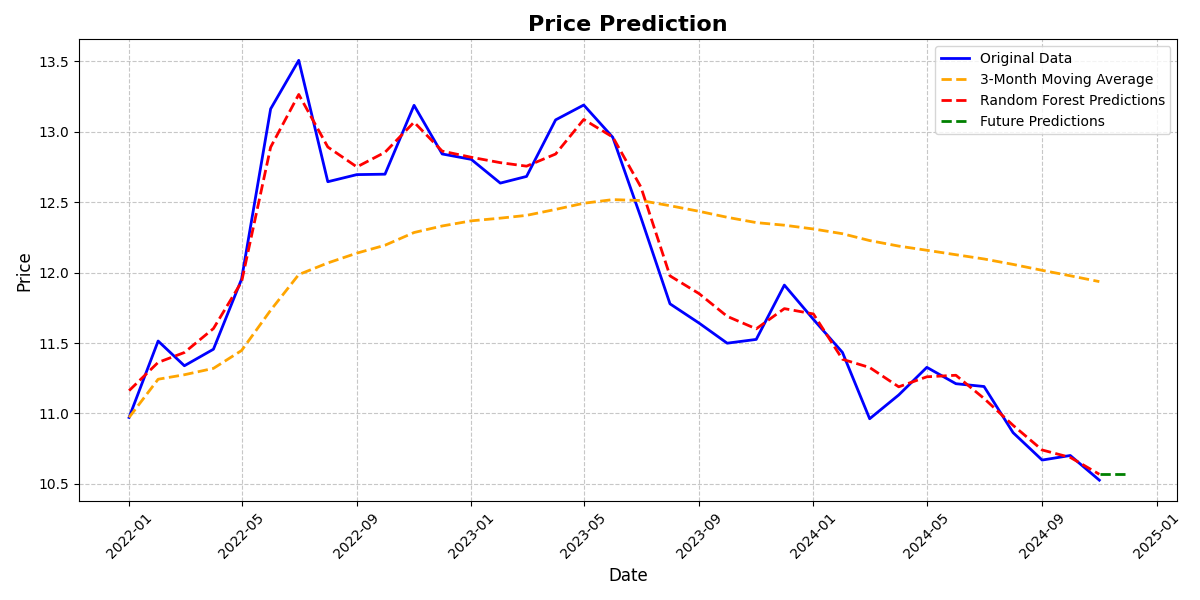 Price Prediction
Original Data
3-Month Moving Average
Random Forest Predictions
Future Predictions
Price
13.5
13.0
12.5
12.0
11.5
11.0
10.5
2022-01
2022-05
2022-09
2023-01
2023-05
2023-09
2024-01
2024-05
2024-09
2025-01
Date